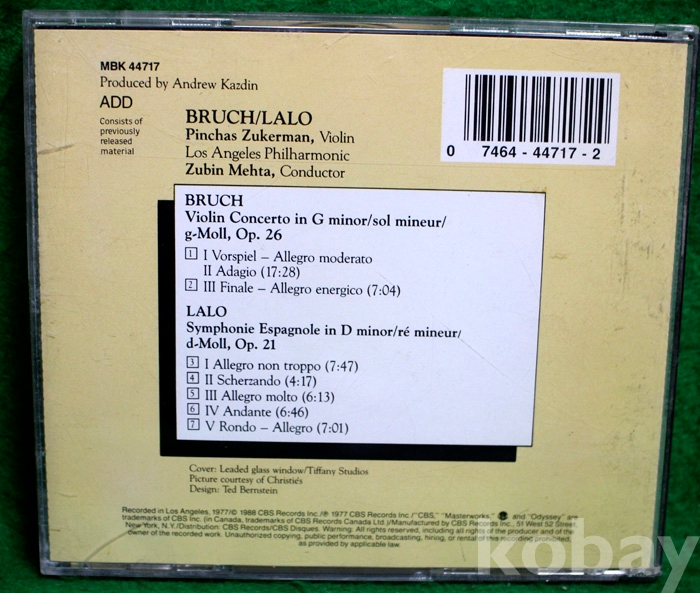 MBK 44717
Produced by Andrew Kazdin
ADD
Consists of
previously
released
material
BRUCH/LALO
Pinchas Zukerman, Violin
Los Angeles Philharmonic
Zubin Mehta, Conductor
0 7464 - 44717 - 2
BRUCH
Violin Concerto in G minor/sol mineur/
g-Moll, Op. 26
1 I Vorspiel – Allegro moderato
II Adagio (17:28)
2 III Finale – Allegro energico (7:04)
LALO
Symphonie Espagnole in D minor/ré mineur/
d-Moll, Op. 21
3 I Allegro non troppo (7:47)
4 II Scherzando (4:17)
5 III Allegro molto (6:13)
6 IV Andante (6:46)
7 V Rondo – Allegro (7:01)
Cover: Leaded glass window/Tiffany Studios
Picture courtesy of Christie's
Design: Ted Bernstein
Recorded in Los Angeles, 1977/© 1988 CBS Records Inc./℗ 1977 CBS Records Inc./"CBS," "Masterworks," and "Odyssey" are
trademarks of CBS Inc. (in Canada, trademarks of CBS Records Canada Ltd.)/Manufactured by CBS Records Inc., 51 West 52 Street,
New York, N.Y./Distribution: CBS Records/CBS Disques. Warning: All rights reserved, including all rights of the producer and of the
owner of the recorded work. Unauthorized copying, public performance, broadcasting, hiring, or rental of this recording prohibited,
as provided by applicable law.
kobay